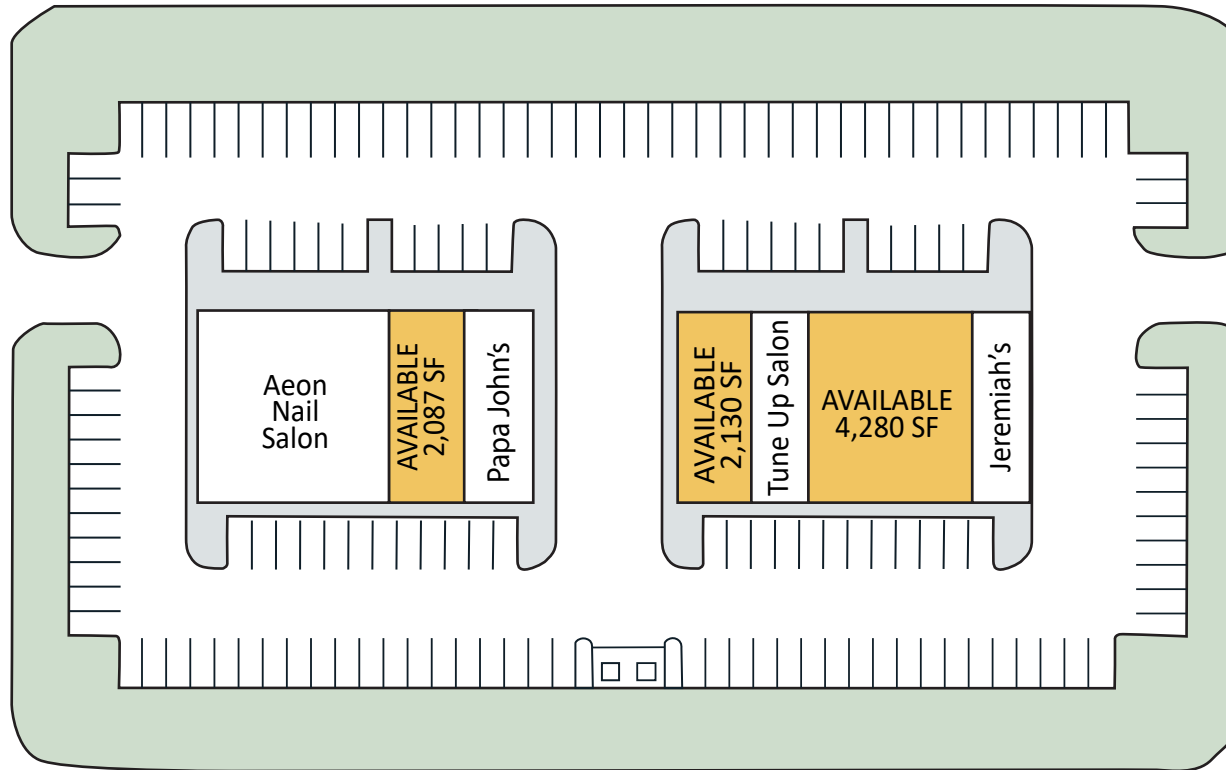 Aeon
Nail
Salon
AVAILABLE
2,087 SF
Papa John's
AVAILABLE
2,130 SF
Tune Up Salon
AVAILABLE
4,280 SF
Jeremiah's